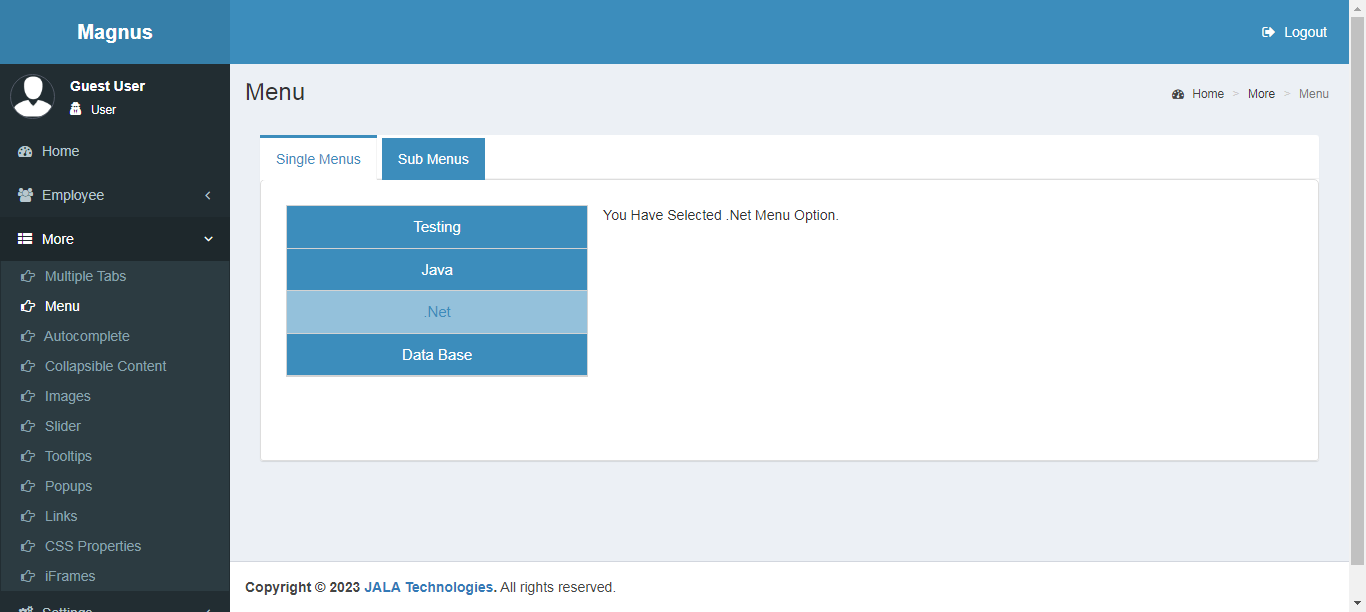 Magnus
Logout
Guest User
User
Home
Employee
More
Multiple Tabs
Menu
Autocomplete
Collapsible Content
Images
Slider
Tooltips
Popups
Links
CSS Properties
iFrames
Settings
Menu
Home > More > Menu
Single Menus
Sub Menus
Testing
Java
.Net
Data Base
You Have Selected .Net Menu Option.
Copyright © 2023 JALA Technologies. All rights reserved.